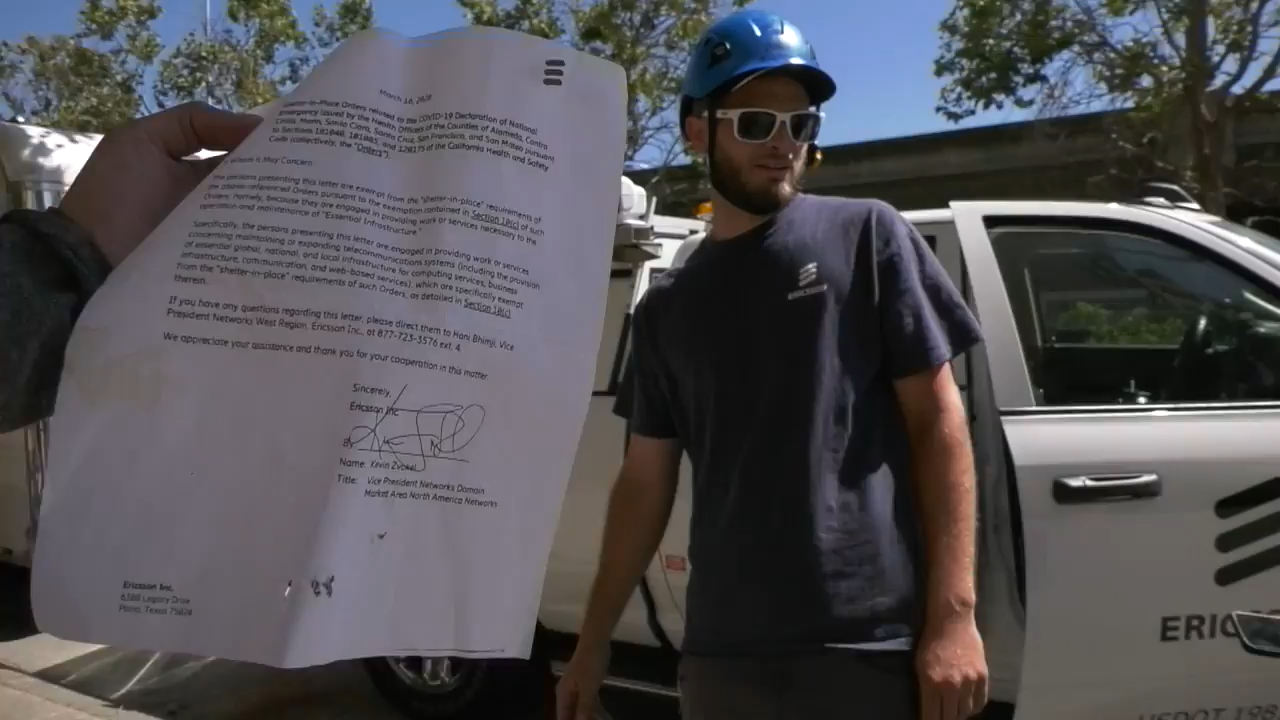 March 18, 2020
Shelter-in-Place Orders related to the COVID-19 Declaration of National
Emergency issued by the Health Officers of the Counties of Alameda, Contra
Costa, Marin, Santa Clara, Santa Cruz, San Francisco, and San Mateo pursuant
to Sections 101040, 101085, and 120175 of the California Health and Safety
Code (collectively, the "Orders").
Whom It May Concern:
The persons presenting this letter are exempt from the "shelter-in-place" requirements of
the above-referenced Orders pursuant to the exemption contained in Section 10(c) of such
Orders; namely, because they are engaged in providing work or services necessary to the
operation and maintenance of "Essential Infrastructure."
Specifically, the persons presenting this letter are engaged in providing work or services
concerning maintaining or expanding telecommunications systems (including the provision
of essential global, national, and local infrastructure for computing services, business
infrastructure, communication, and web-based services), which are specifically exempt
from the "shelter-in-place" requirements of such Orders, as detailed in Section 10(c)
therein.
If you have any questions regarding this letter, please direct them to Hani Bhimji, Vice
President Networks West Region, Ericsson Inc., at 877-723-3576 ext. 4.
We appreciate your assistance and thank you for your cooperation in this matter
Sincerely,
Ericsson Inc
By
Name: Kevin Zvokel
Title: Vice President Networks Domain
Market Area North America Networks
Ericsson Inc.
6300 Legacy Drive
Plano, Texas 75024
ERICSSON
ERIC
USDOT 198